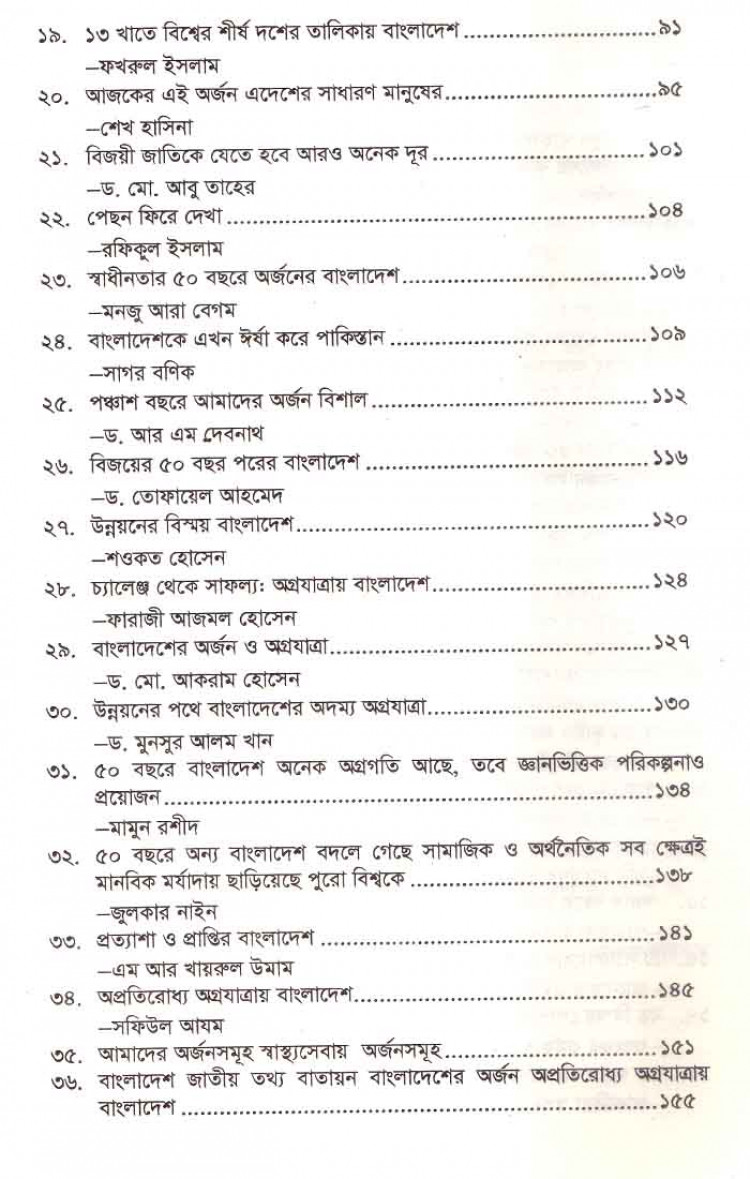 ১৯. ১৩ খাতে বিশ্বের শীর্ষ দশের তালিকায় বাংলাদেশ ..........................৯১
–ফখরুল ইসলাম
২০. আজকের এই অর্জন এদেশের সাধারণ মানুষের..............................৯৫
–শেখ হাসিনা
২১. বিজয়ী জাতিকে যেতে হবে আরও অনেক দূর ..............................১০১
–ড. মো. আবু তাহের
২২. পেছন ফিরে দেখা ............................................................১০৪
–রফিকুল ইসলাম
২৩. স্বাধীনতার ৫০ বছরে অর্জনের বাংলাদেশ...................................১০৬
–মনজু আরা বেগম
২৪. বাংলাদেশকে এখন ঈর্ষা করে পাকিস্তান .....................................১০৯
–সাগর বণিক
২৫. পঞ্চাশ বছরে আমাদের অর্জন বিশাল ........................................১১২
–ড. আর এম দেবনাথ
২৬. বিজয়ের ৫০ বছর পরের বাংলাদেশ .........................................১১৬
–ড. তোফায়েল আহমেদ
২৭. উন্নয়নের বিস্ময় বাংলাদেশ...................................................১২০
–শওকত হোসেন
২৮. চ্যালেঞ্জ থেকে সাফল্য: অগ্রযাত্রায় বাংলাদেশ..............................১২৪
–ফারাজী আজমল হোসেন
২৯. বাংলাদেশের অর্জন ও অগ্রযাত্রা..............................................১২৭
–ড. মো. আকরাম হোসেন
৩০. উন্নয়নের পথে বাংলাদেশের অদম্য অগ্রযাত্রা................................১৩০
–ড. মুনসুর আলম খান
৩১. ৫০ বছরে বাংলাদেশ অনেক অগ্রগতি আছে, তবে জ্ঞানভিত্তিক পরিকল্পনাও
প্রয়োজন.......................................................................১৩৪
–মামুন রশীদ
৩২. ৫০ বছরে অন্য বাংলাদেশ বদলে গেছে সামাজিক ও অর্থনৈতিক সব ক্ষেত্রই
মানবিক মর্যাদায় ছাড়িয়েছে পুরো বিশ্বকে ...................................১৩৮
–জুলকার নাইন
৩৩. প্রত্যাশা ও প্রাপ্তির বাংলাদেশ ................................................১৪১
–এম আর খায়রুল উমাম
৩৪. অপ্রতিরোধ্য অগ্রযাত্রায় বাংলাদেশ...........................................১৪৫
–সফিউল আযম
৩৫. আমাদের অর্জনসমূহ স্বাস্থ্যসেবায় অর্জনসমূহ...............................১৫১
৩৬. বাংলাদেশ জাতীয় তথ্য বাতায়ন বাংলাদেশের অর্জন অপ্রতিরোধ্য অগ্রযাত্রায়
বাংলাদেশ ....................................................................১৫৫